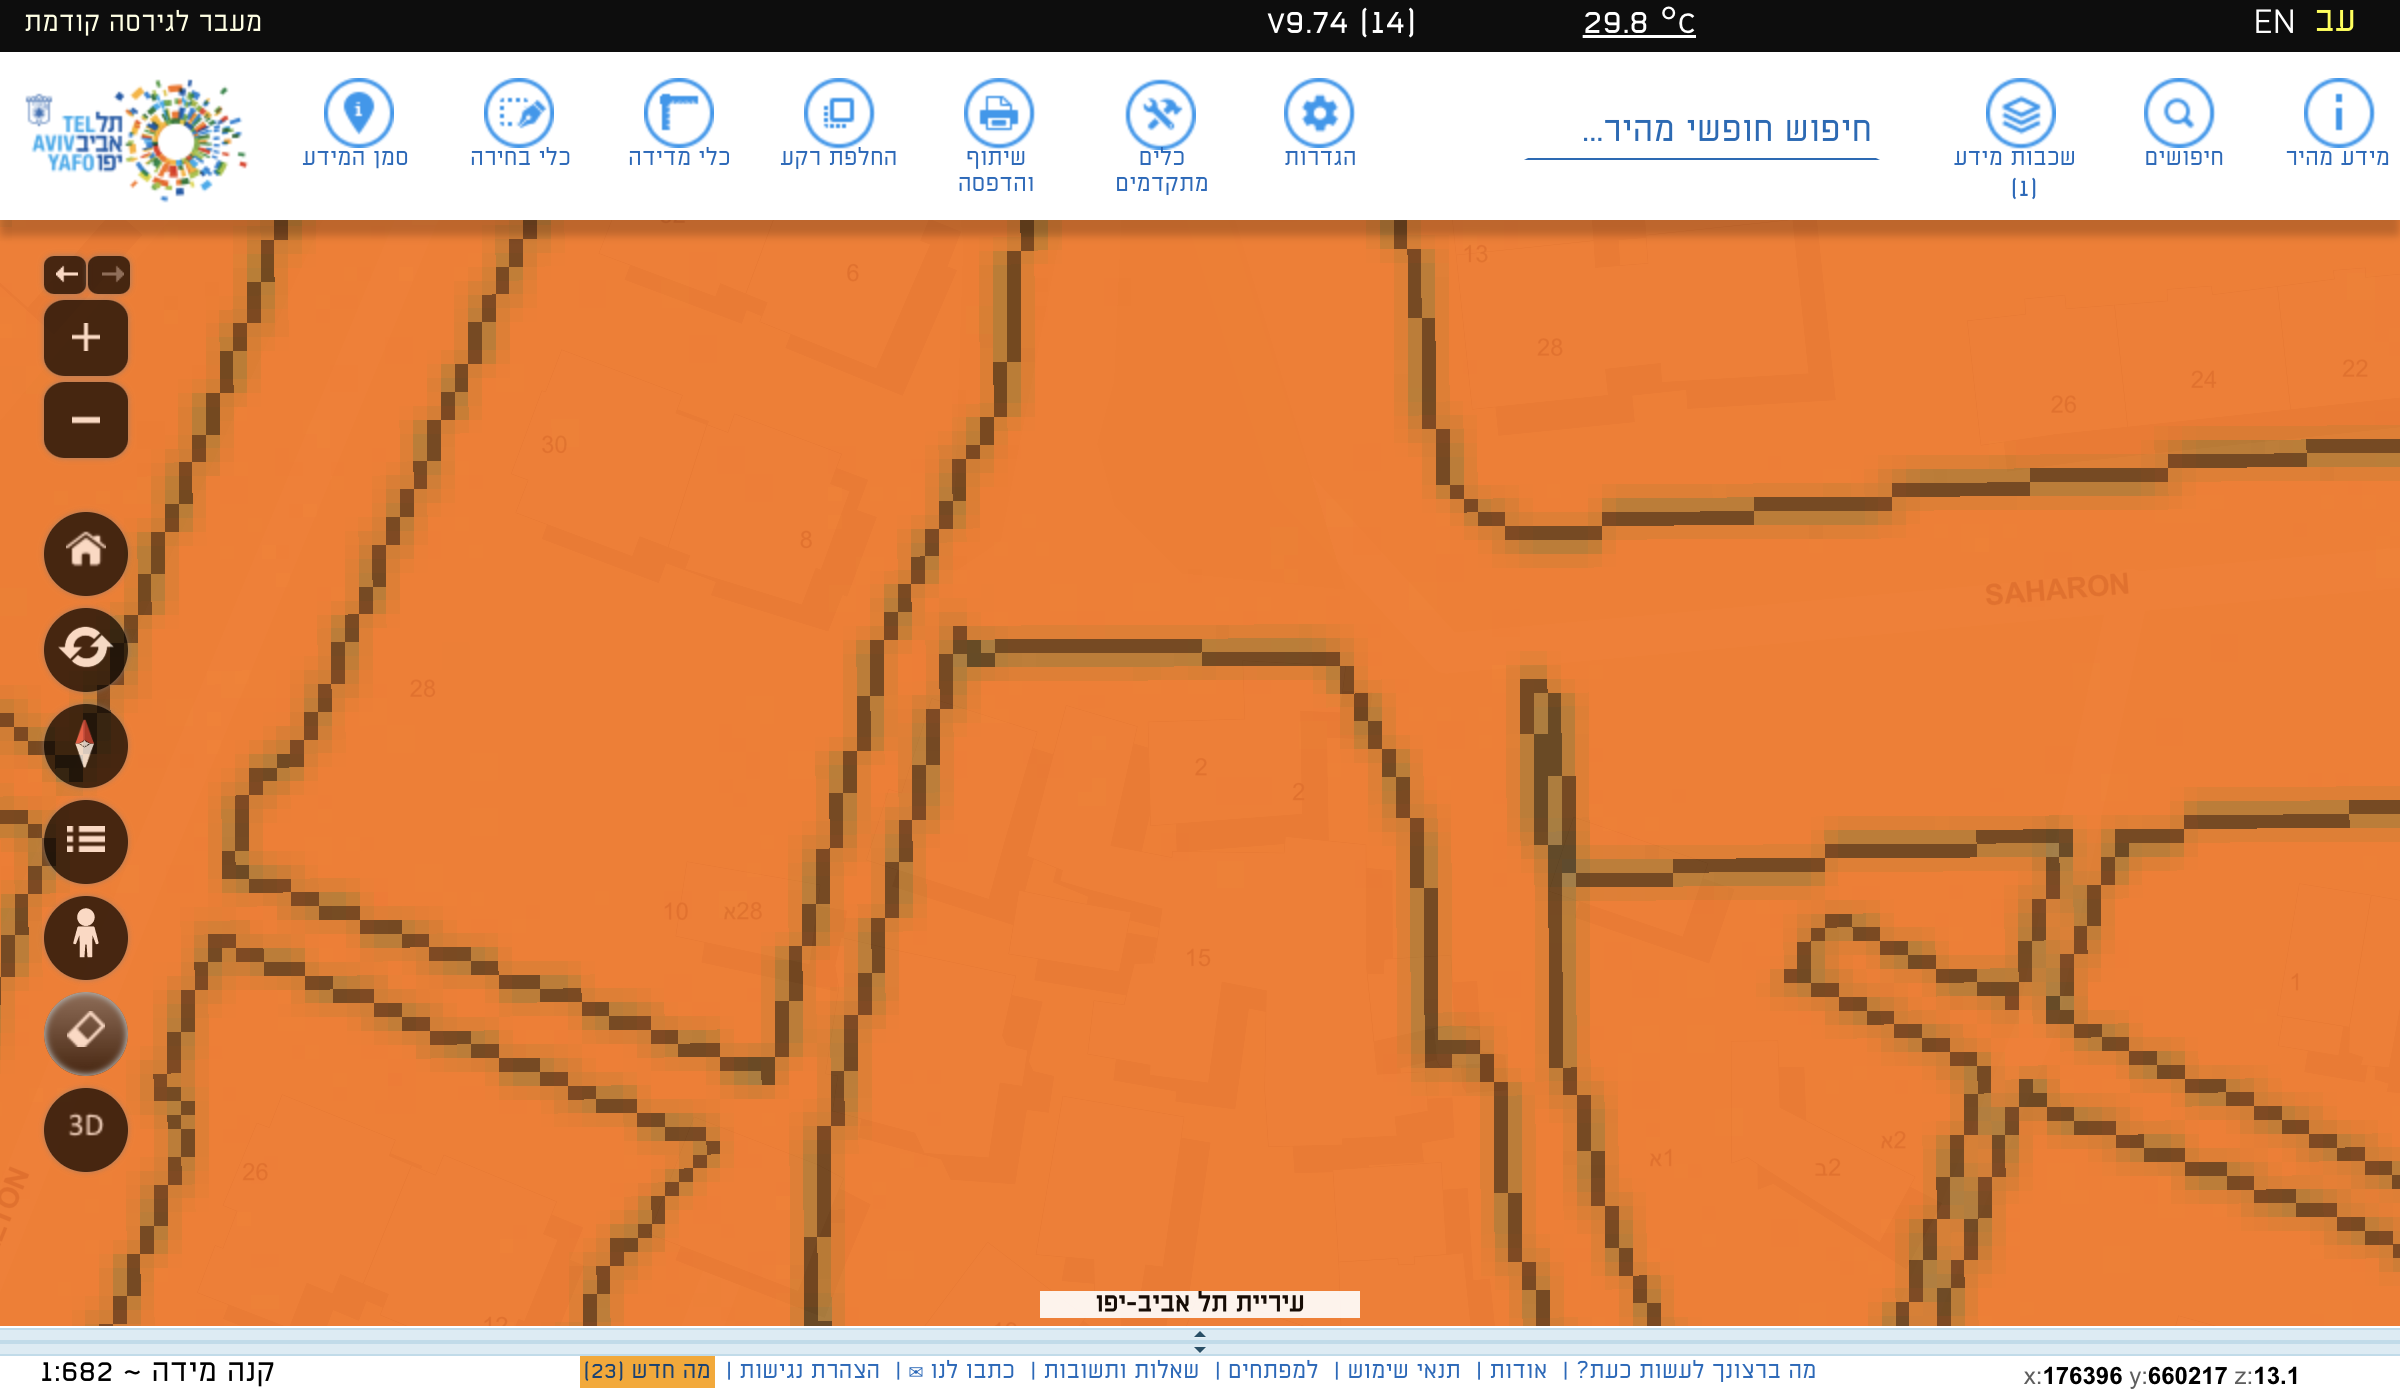 מעבר לגירסה קודמת
V9.74 (14)
29.8 °C
EN עב
תל אביב יפו
TEL AVIV YAFO
סמן המידע
כלי בחירה
כלי מדידה
החלפת רקע
שיתוף והדפסה
כלים מתקדמים
הגדרות
חיפוש חופשי מהיר...
שכבות מידע (1)
חיפושים
מידע מהיר
6
13
28
30
8
26
24
22
SAHARON
28
2
2
10
28א
15
1
26
1א
2ב
2א
3D
עיריית תל אביב-יפו
קנה מידה ~ 1:682
מה ברצונך לעשות כעת? | אודות | תנאי שימוש | למפתחים | שאלות ותשובות | כתבו לנו ✉ | הצהרת נגישות | מה חדש (23)
x:176396 y:660217 z:13.1